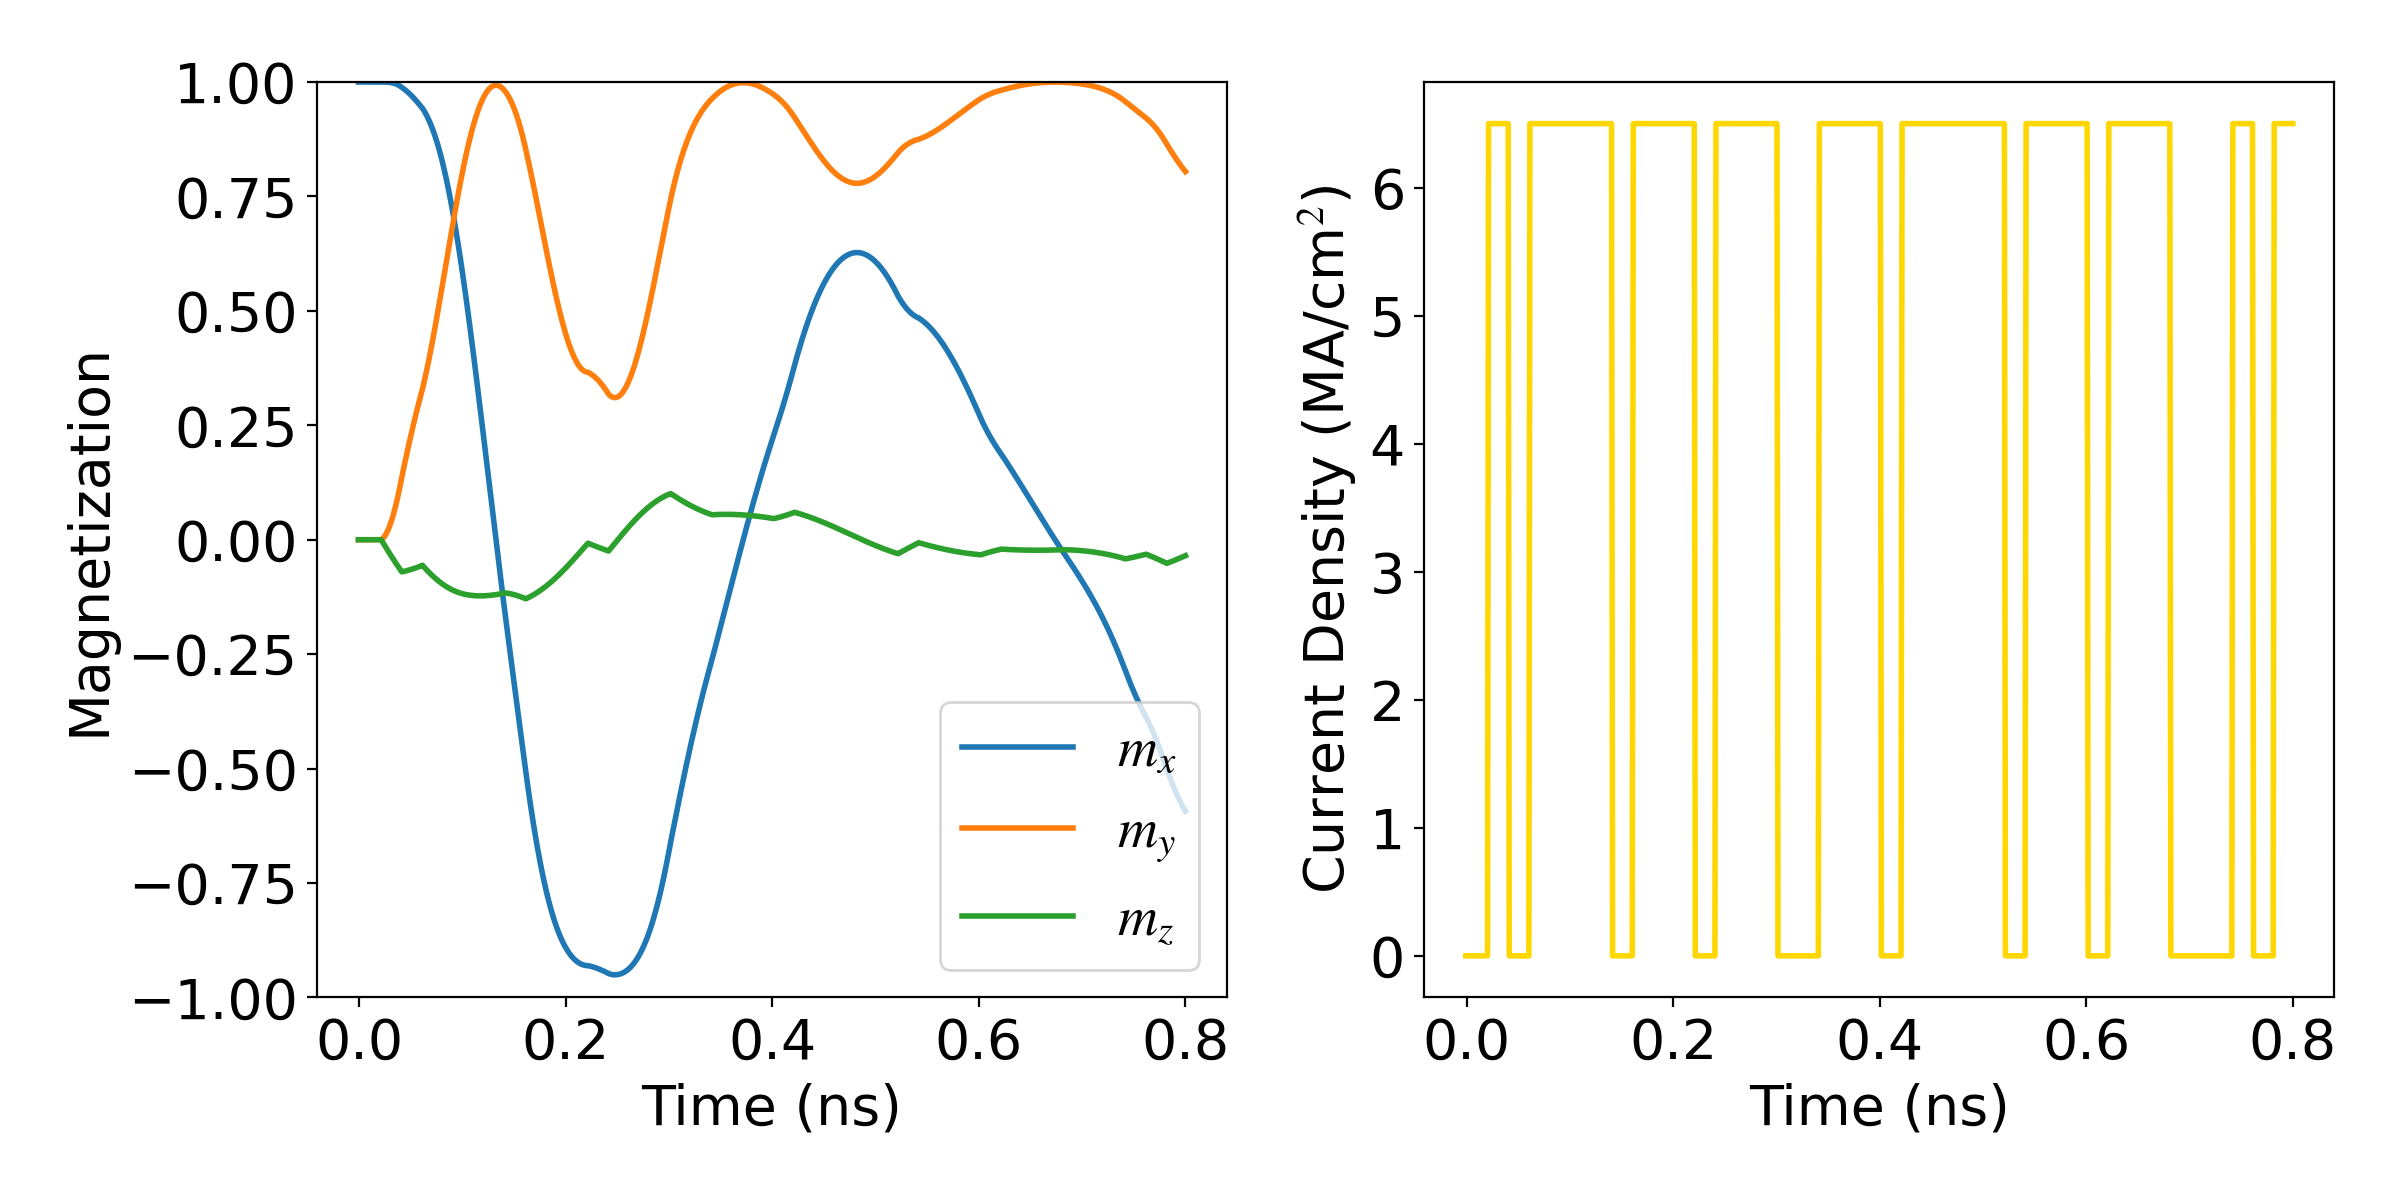 Magnetization
1.00
0.75
0.50
0.25
0.00
−0.25
−0.50
−0.75
−1.00
0.0 0.2 0.4 0.6 0.8
Time (ns)
m_x
m_y
m_z
Current Density (MA/cm²)
6
5
4
3
2
1
0
0.0 0.2 0.4 0.6 0.8
Time (ns)